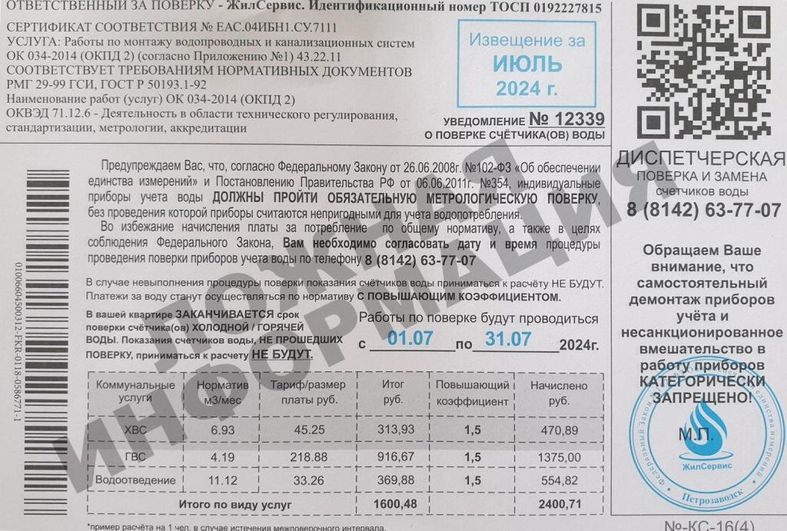 ОТВЕТСТВЕННЫЙ ЗА ПОВЕРКУ - ЖилСервис. Идентификационный номер ТОСП 0192227815
СЕРТИФИКАТ СООТВЕТСТВИЯ № ЕАС.04ИБН1.СУ.7111
УСЛУГА: Работы по монтажу водопроводных и канализационных систем
ОК 034-2014 (ОКПД 2) (согласно Приложению №1) 43.22.11
СООТВЕТСТВУЕТ ТРЕБОВАНИЯМ НОРМАТИВНЫХ ДОКУМЕНТОВ
РМГ 29-99 ГСИ, ГОСТ Р 50193.1-92
Наименование работ (услуг) ОК 034-2014 (ОКПД 2)
ОКВЭД 71.12.6 - Деятельность в области технического регулирования,
стандартизации, метрологии, аккредитации
Извещение за
ИЮЛЬ
2024 г.
УВЕДОМЛЕНИЕ № 12339
О ПОВЕРКЕ СЧЁТЧИКА(ОВ) ВОДЫ
Предупреждаем Вас, что, согласно Федеральному Закону от 26.06.2008г. №102-ФЗ «Об обеспечении
единства измерений» и Постановлению Правительства РФ от 06.06.2011г. №354, индивидуальные
приборы учета воды ДОЛЖНЫ ПРОЙТИ ОБЯЗАТЕЛЬНУЮ МЕТРОЛОГИЧЕСКУЮ ПОВЕРКУ,
без проведения которой приборы считаются непригодными для учета водопотребления.
Во избежание начисления платы за потребление по общему нормативу, а также в целях
соблюдения Федерального Закона, Вам необходимо согласовать дату и время процедуры
проведения поверки приборов учета воды по телефону 8 (8142) 63-77-07
В случае невыполнения процедуры поверки показания счётчиков воды приниматься к расчёту НЕ БУДУТ.
Платежи за воду станут осуществляться по нормативу С ПОВЫШАЮЩИМ КОЭФФИЦИЕНТОМ.
В вашей квартире ЗАКАНЧИВАЕТСЯ срок
поверки счётчика(ов) ХОЛОДНОЙ / ГОРЯЧЕЙ
ВОДЫ. Показания счётчиков воды, НЕ ПРОШЕДШИХ
ПОВЕРКУ, приниматься к расчету НЕ БУДУТ.
Работы по поверке будут проводиться
с 01.07 по 31.07 2024г.
Коммунальные услуги Норматив м3/мес Тариф/размер платы руб. Итог руб. Повышающий коэффициент Начислено руб.
ХВС 6.93 45.25 313,93 1,5 470,89
ГВС 4.19 218.88 916,67 1,5 1375,00
Водоотведение 11.12 33.26 369,88 1,5 554,82
Итого по виду услуг 1600,48 2400,71
*пример расчёта на 1 чел. в случае истечения межповерочного интервала.
ДИСПЕТЧЕРСКАЯ
ПОВЕРКА И ЗАМЕНА
СЧЕТЧИКОВ ВОДЫ
8 (8142) 63-77-07
Обращаем Ваше
внимание, что
самостоятельный
демонтаж приборов
учёта и
несанкционированное
вмешательство в
работу приборов
КАТЕГОРИЧЕСКИ
ЗАПРЕЩЕНО!
М.П.
ЖилСервис
Петрозаводск
№-КС-16(4)
ЛОЖНАЯ
ИНФОРМАЦИЯ